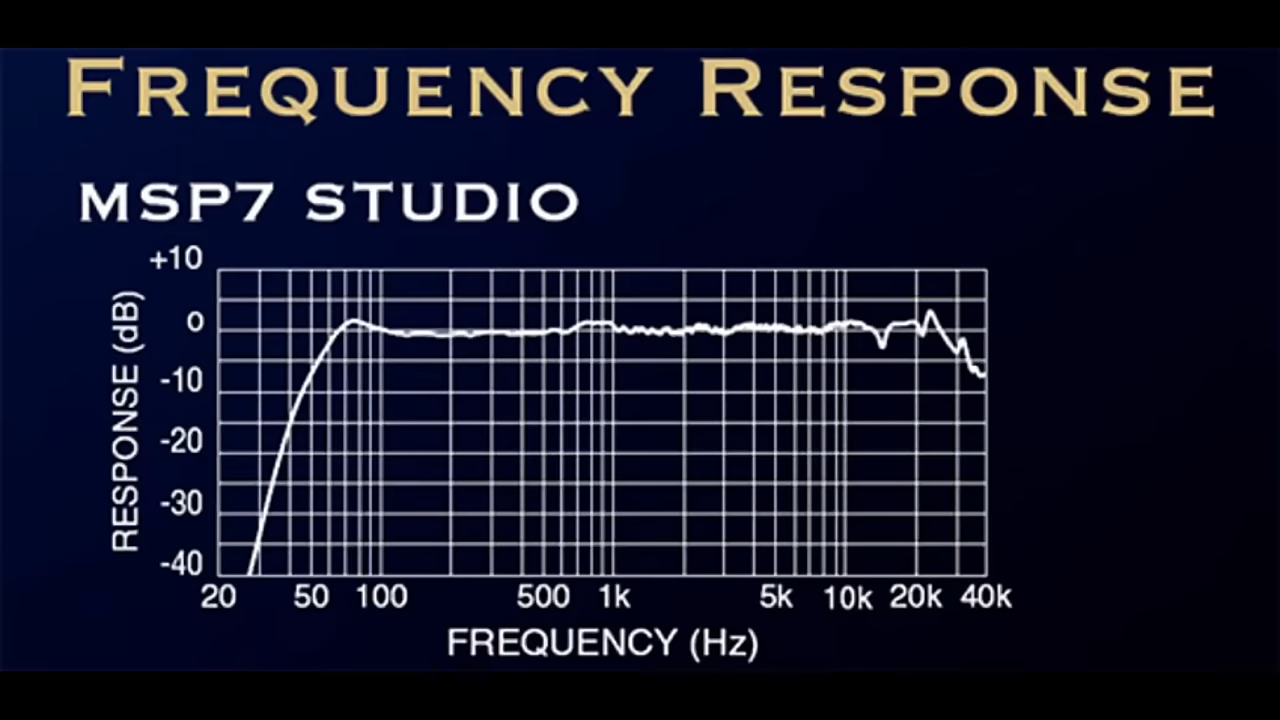 FREQUENCY RESPONSE
MSP7 STUDIO
+10
0
-10
-20
-30
-40
RESPONSE (dB)
20 50 100 500 1k 5k 10k 20k 40k
FREQUENCY (Hz)